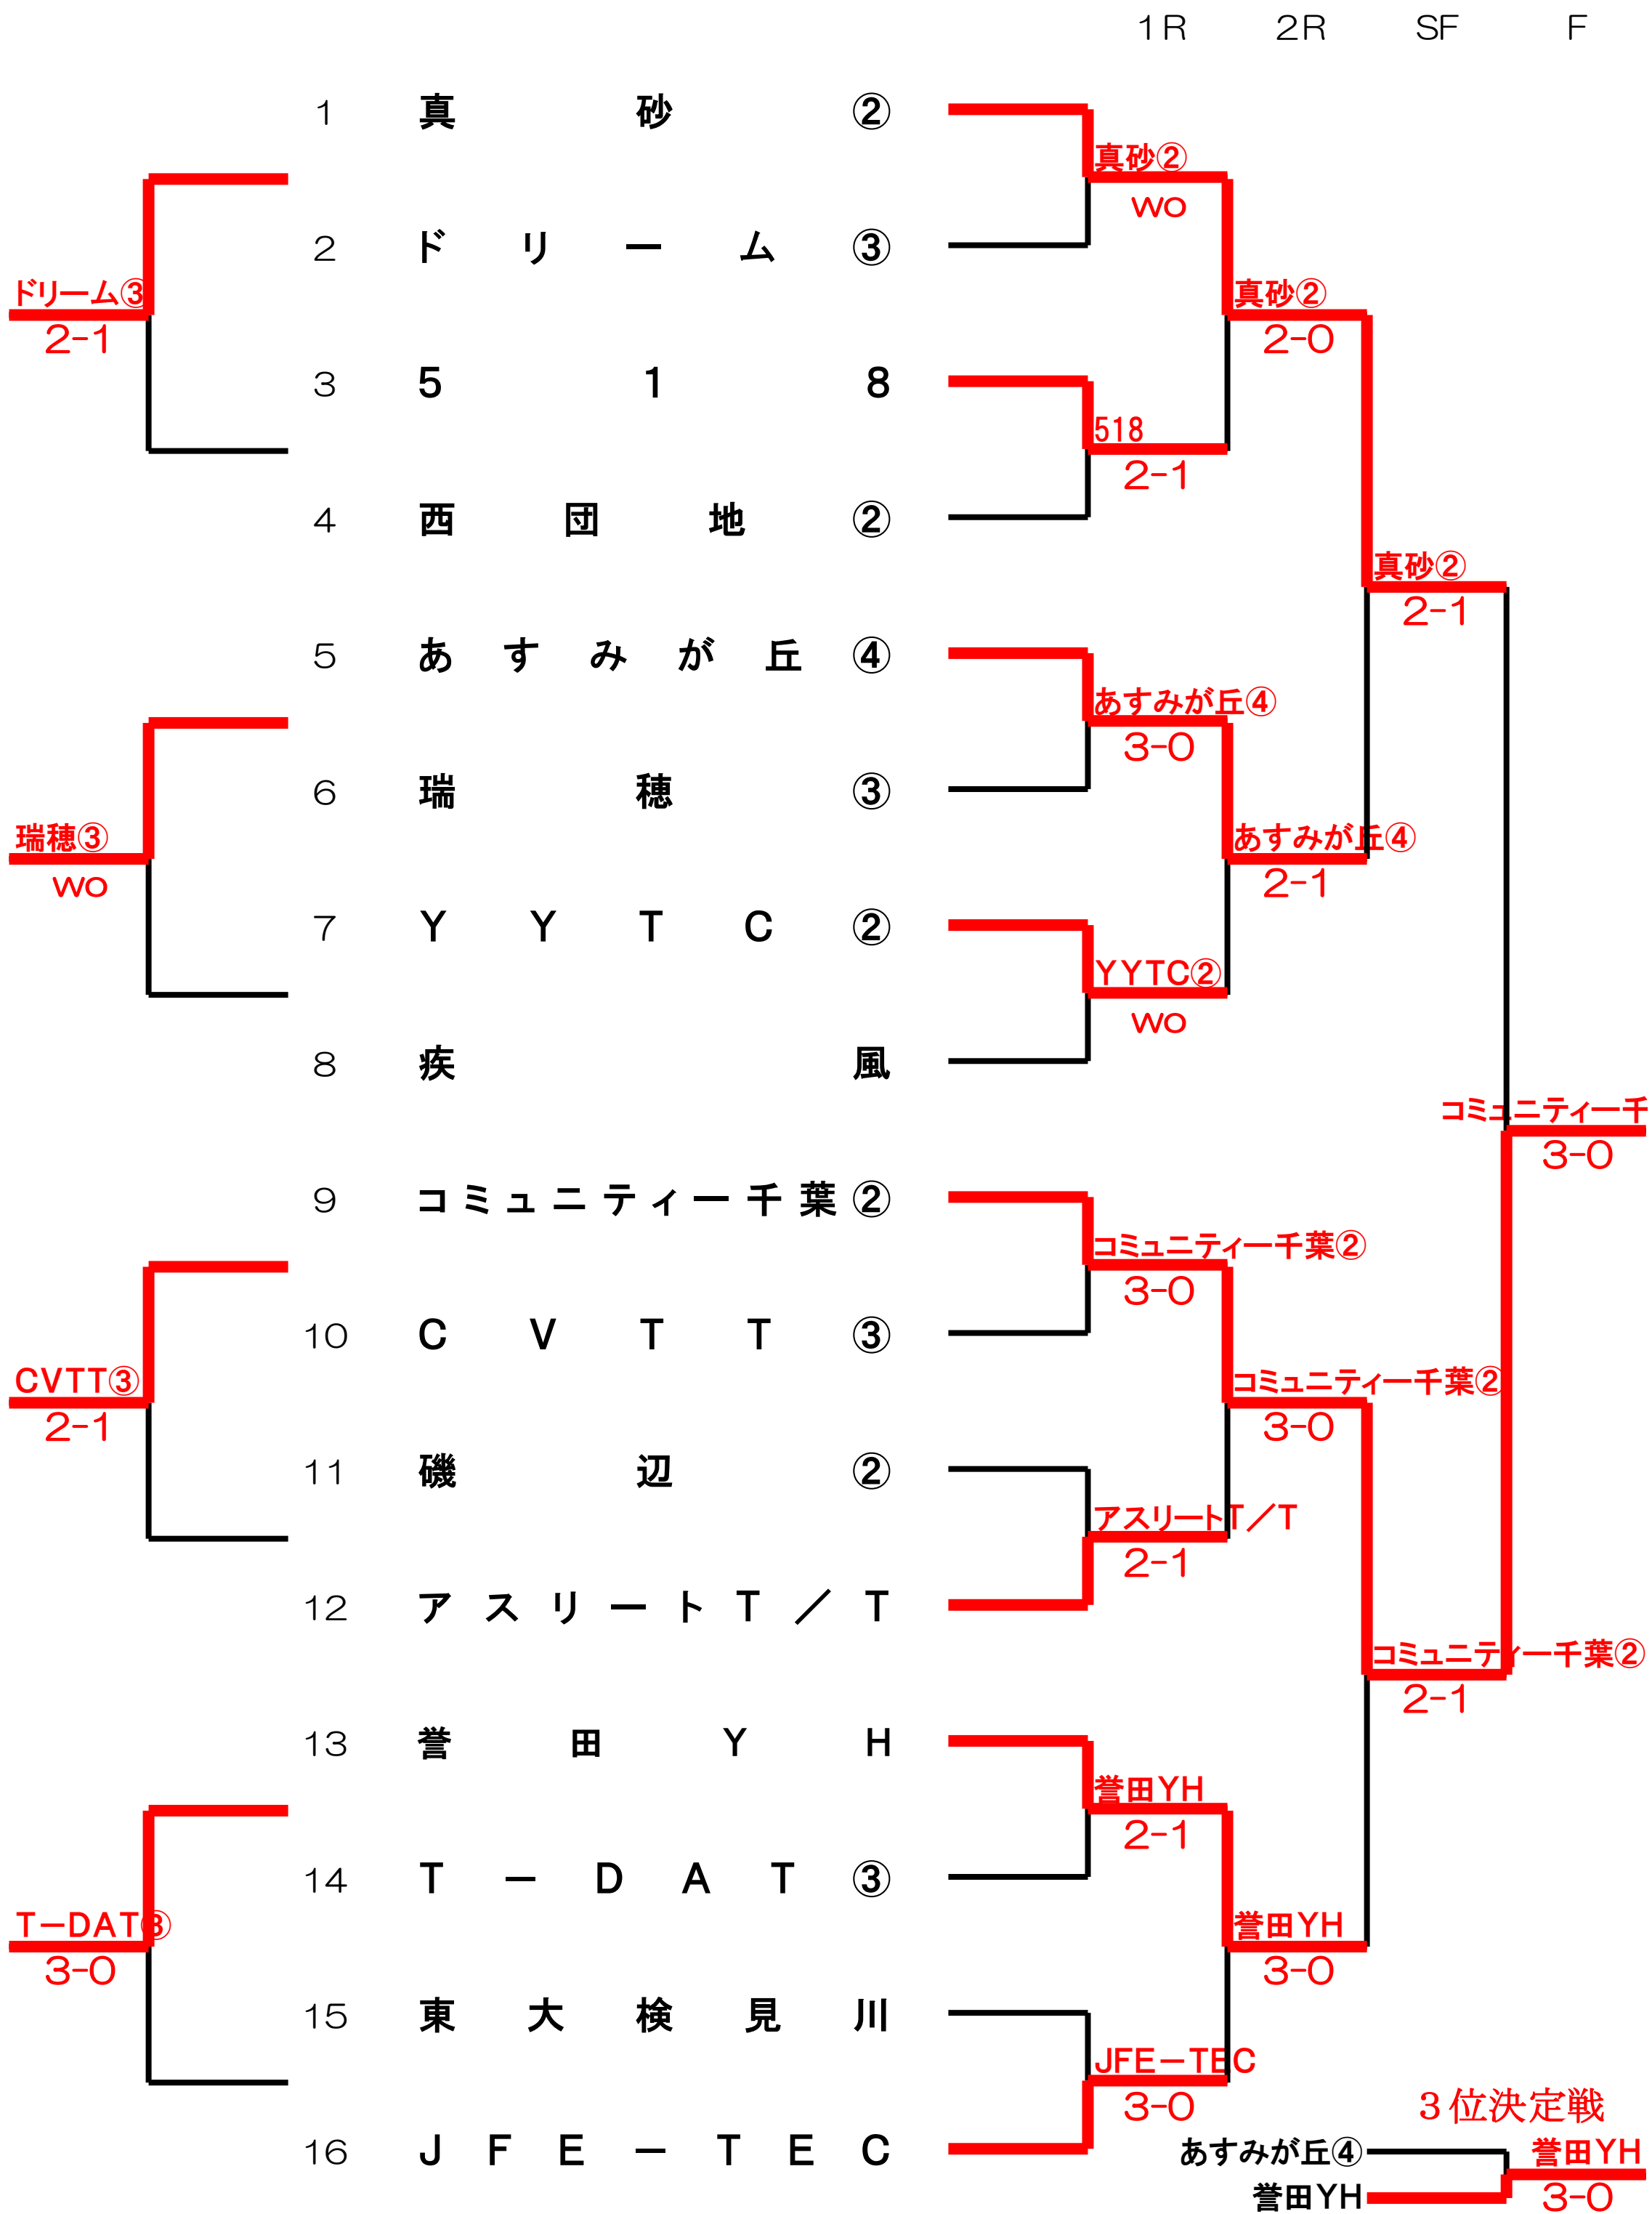 1R 2R SF F
1 真砂②
真砂②
wo
2 ドリーム③
ドリーム③
2-1
真砂②
2-0
3 518
518
2-1
4 西団地②
真砂②
2-1
5 あすみが丘④
あすみが丘④
3-0
6 瑞穂③
瑞穂③
wo
あすみが丘④
2-1
7 YYTC②
YYTC②
wo
8 疾風
コミュニティー千
3-0
9 コミュニティー千葉②
コミュニティー千葉②
3-0
10 CVTT③
CVTT③
2-1
コミュニティー千葉②
3-0
11 磯辺②
アスリートT／T
2-1
12 アスリートT／T
コミュニティー千葉②
2-1
13 誉田YH
誉田YH
2-1
14 T－DAT③
T－DAT③
3-0
誉田YH
3-0
15 東大検見川
JFE－TEC
3-0
16 JFE－TEC
３位決定戦
あすみが丘④
誉田YH
誉田YH
3-0